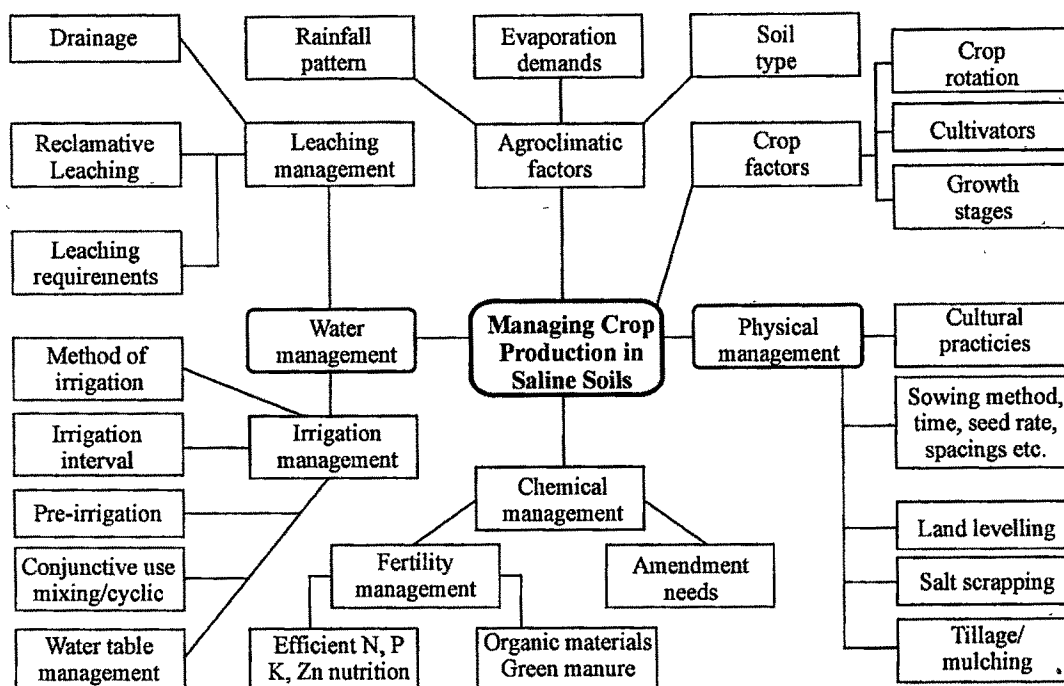 Drainage
Rainfall
pattern
Evaporation
demands
Soil
type
Crop
rotation
Reclamative
Leaching
Leaching
management
Agroclimatic
factors
Crop
factors
Cultivators
Growth
stages
Leaching
requirements
Water
management
Managing Crop
Production in
Saline Soils
Physical
management
Cultural
practicies
Method of
irrigation
Sowing method,
time, seed rate,
spacings etc.
Irrigation
interval
Irrigation
management
Pre-irrigation
Chemical
management
Land levelling
Conjunctive use
mixing/cyclic
Fertility
management
Amendment
needs
Salt scrapping
Water table
management
Efficient N, P
K, Zn nutrition
Organic materials
Green manure
Tillage/
mulching